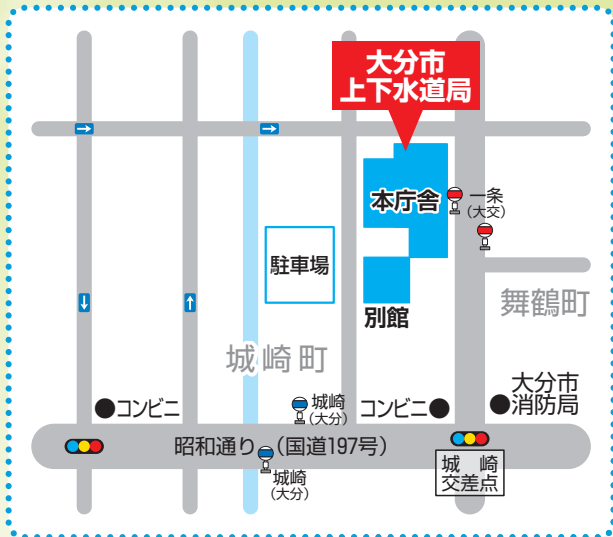 大分市
上下水道局
本庁舎
一条
(大交)
駐車場
別館
舞鶴町
城崎町
コンビニ
城崎
(大分)
コンビニ
大分市
消防局
昭和通り
(国道197号)
城崎
(大分)
城 崎
交差点